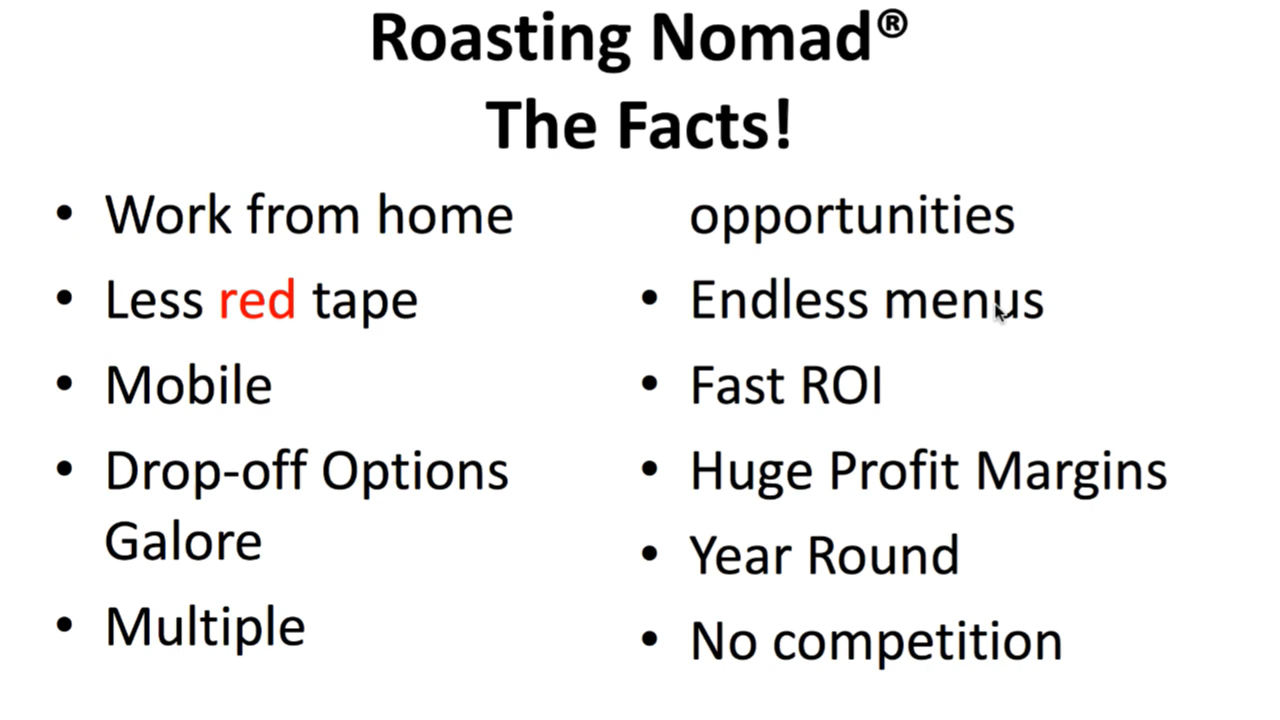 Roasting Nomad®
The Facts!
• Work from home
• Less red tape
• Mobile
• Drop-off Options
Galore
• Multiple
opportunities
• Endless menus
• Fast ROI
• Huge Profit Margins
• Year Round
• No competition